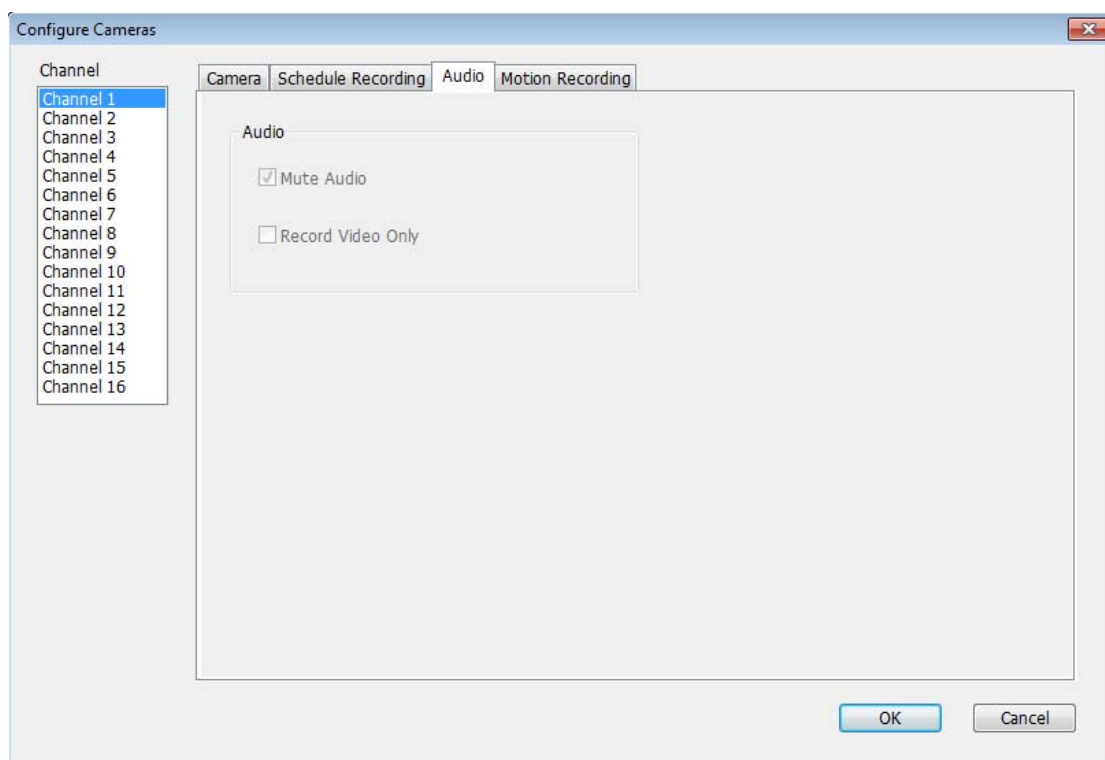 Configure Cameras
Channel
Channel 1
Channel 2
Channel 3
Channel 4
Channel 5
Channel 6
Channel 7
Channel 8
Channel 9
Channel 10
Channel 11
Channel 12
Channel 13
Channel 14
Channel 15
Channel 16
Camera Schedule Recording Audio Motion Recording
Audio
Mute Audio
Record Video Only
OK Cancel